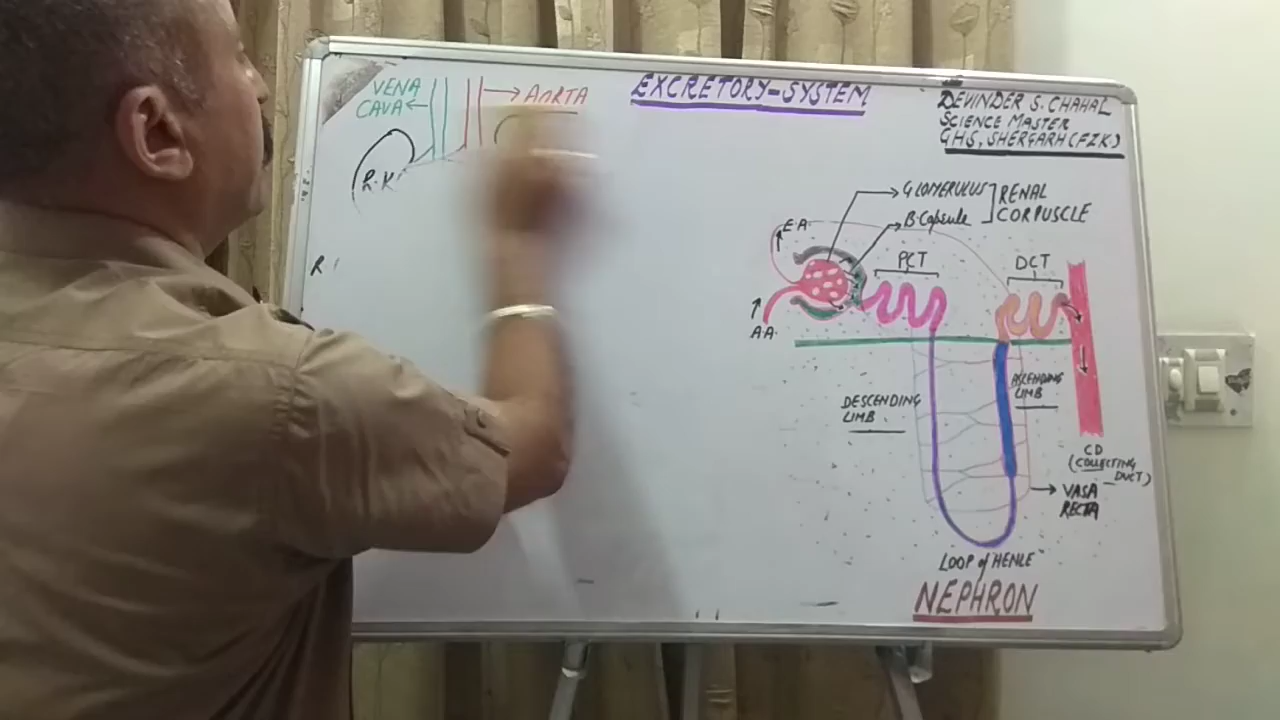 VENA
CAVA
AORTA
R.K
R
EXCRETORY-SYSTEM
DEVINDER S. CHAHAL
SCIENCE MASTER
GHS, SHERGARH (FZK)
GLOMERULUS
B.Capsule
RENAL
CORPUSCLE
E.A.
PCT
DCT
A.A.
DESCENDING
LIMB
ASCENDING
LIMB
CD
(COLLECTING
DUCT)
VASA
RECTA
LOOP of HENLE
NEPHRON